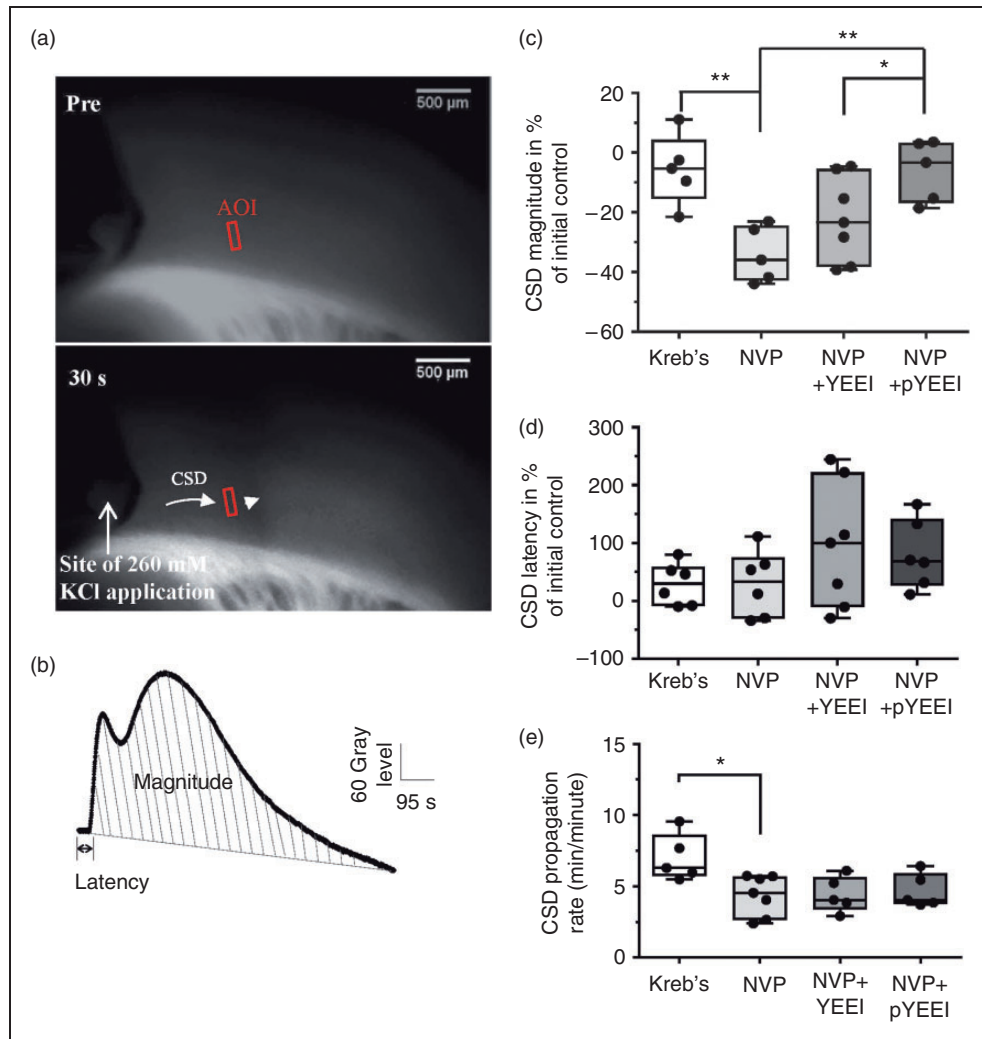 (a)
Pre
500 µm
AOI
30 s
500 µm
CSD
Site of 260 mM
KCl application
(b)
Magnitude
Latency
60 Gray
level
95 s
(c)
**
**
*
CSD magnitude in %
of initial control
20
0
−20
−40
−60
Kreb's
NVP
NVP
+YEEI
NVP
+pYEEI
(d)
CSD latency in %
of initial control
300
200
100
0
−100
Kreb's
NVP
NVP
+YEEI
NVP
+pYEEI
(e)
*
CSD propagation
rate (min/minute)
15
10
5
0
Kreb's
NVP
NVP+
YEEI
NVP+
pYEEI